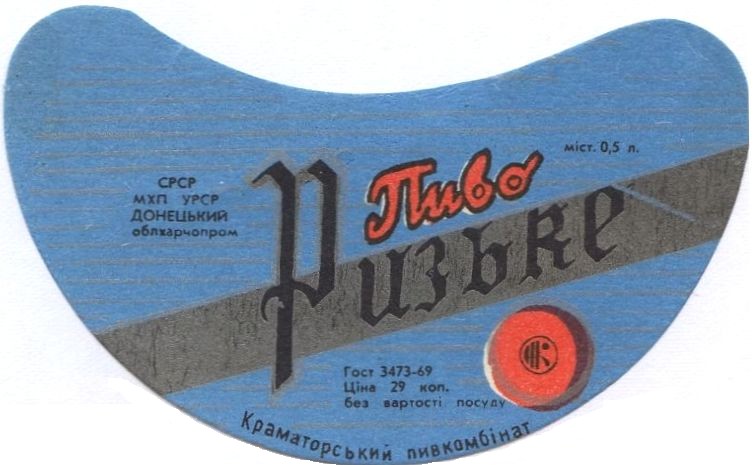 СРСР
МХП УРСР
ДОНЕЦЬКИЙ
облхарчопром
міст. 0,5 л.
Пиво
Ризьке
Гост 3473-69
Ціна 29 коп.
без вартості посуду
Краматорський пивкомбінат